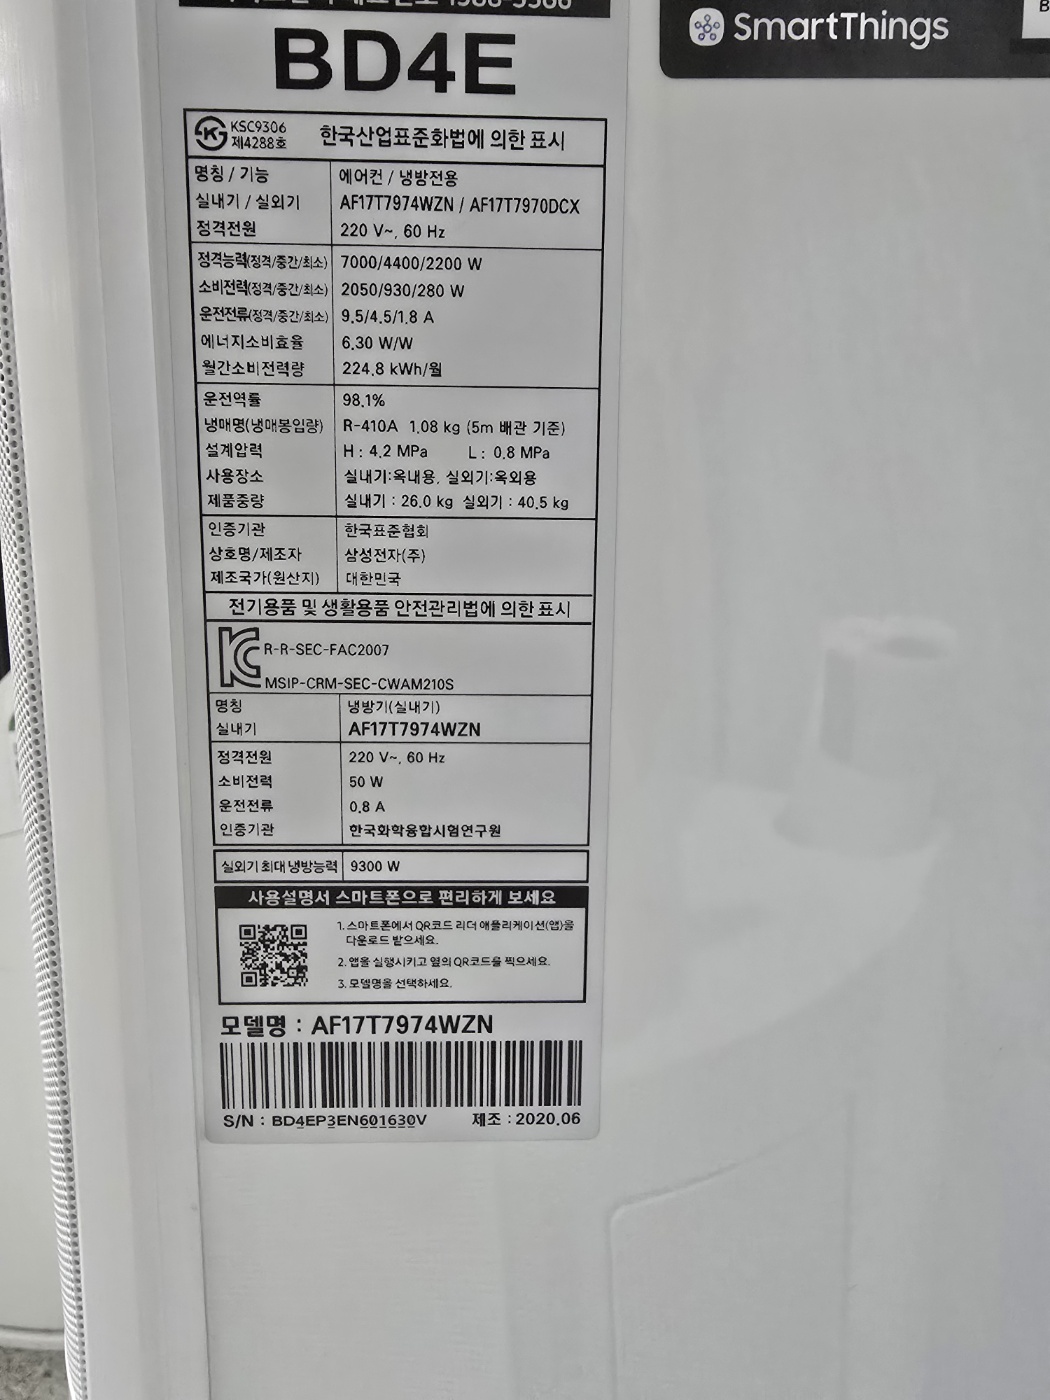 1588-3366
SmartThings
B
BD4E
KSC9306
제4288호
한국산업표준화법에 의한 표시
명칭 / 기능 에어컨 / 냉방전용
실내기 / 실외기 AF17T7974WZN / AF17T7970DCX
정격전원 220 V~, 60 Hz
정격능력(정격/중간/최소) 7000/4400/2200 W
소비전력(정격/중간/최소) 2050/930/280 W
운전전류(정격/중간/최소) 9.5/4.5/1.8 A
에너지소비효율 6.30 W/W
월간소비전력량 224.8 kWh/월
운전역률 98.1%
냉매명(냉매봉입량) R-410A 1.08 kg (5m 배관 기준)
설계압력 H : 4.2 MPa L : 0.8 MPa
사용장소 실내기:옥내용, 실외기:옥외용
제품중량 실내기 : 26.0 kg 실외기 : 40.5 kg
인증기관 한국표준협회
상호명/제조자 삼성전자(주)
제조국가(원산지) 대한민국
전기용품 및 생활용품 안전관리법에 의한 표시
R-R-SEC-FAC2007
MSIP-CRM-SEC-CWAM210S
명칭 냉방기(실내기)
실내기 AF17T7974WZN
정격전원 220 V~, 60 Hz
소비전력 50 W
운전전류 0.8 A
인증기관 한국화학융합시험연구원
실외기 최대 냉방능력 9300 W
사용설명서 스마트폰으로 편리하게 보세요
1. 스마트폰에서 QR코드 리더 애플리케이션(앱)을
다운로드 받으세요.
2. 앱을 실행시키고 옆의 QR코드를 찍으세요.
3. 모델명을 선택하세요.
모델명 : AF17T7974WZN
S/N : BD4EP3EN601630V 제조 : 2020.06